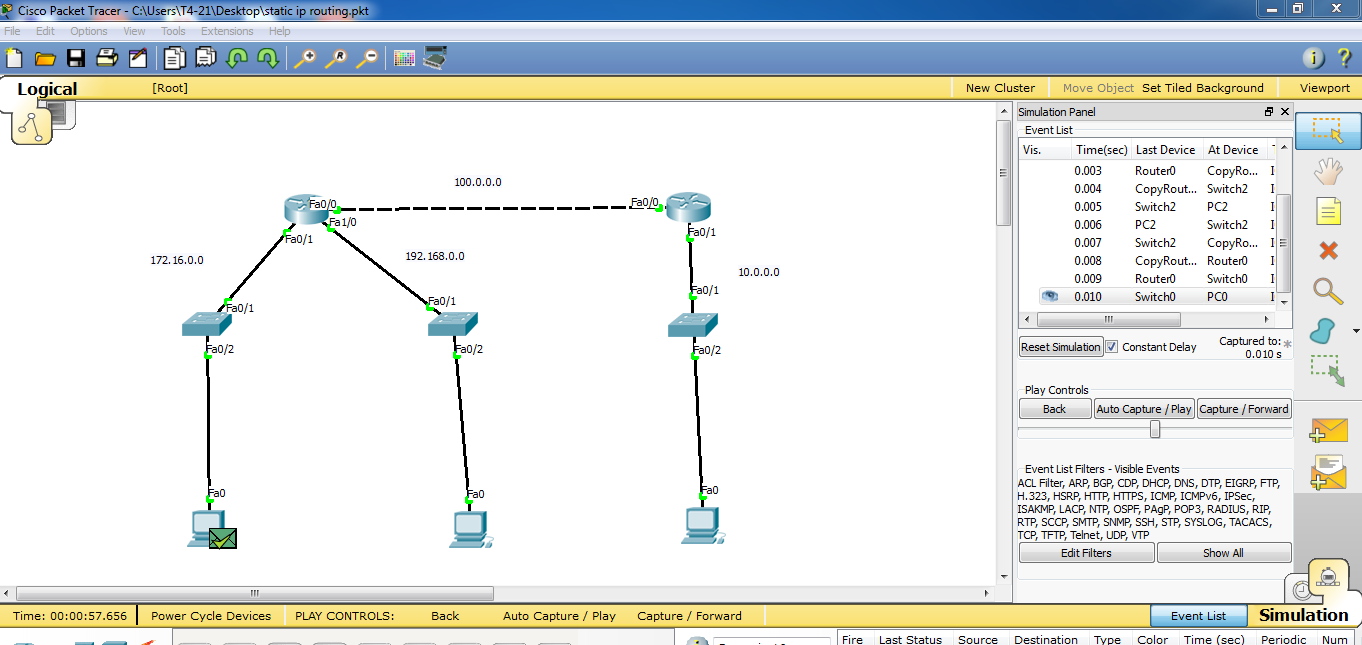 Cisco Packet Tracer - C:\Users\T4-21\Desktop\static ip routing.pkt
File Edit Options View Tools Extensions Help
Logical [Root] New Cluster Move Object Set Tiled Background Viewport
Simulation Panel
Event List
Vis. Time(sec) Last Device At Device
0.003 Router0 CopyRo...
0.004 CopyRout... Switch2
0.005 Switch2 PC2
0.006 PC2 Switch2
0.007 Switch2 CopyRo...
0.008 CopyRout... Router0
0.009 Router0 Switch0
0.010 Switch0 PC0
Reset Simulation Constant Delay Captured to: *
0.010 s
Play Controls
Back Auto Capture / Play Capture / Forward
Event List Filters - Visible Events
ACL Filter, ARP, BGP, CDP, DHCP, DNS, DTP, EIGRP, FTP,
H.323, HSRP, HTTP, HTTPS, ICMP, ICMPv6, IPSec,
ISAKMP, LACP, NTP, OSPF, PAgP, POP3, RADIUS, RIP,
RTP, SCCP, SMTP, SNMP, SSH, STP, SYSLOG, TACACS,
TCP, TFTP, Telnet, UDP, VTP
Edit Filters Show All
100.0.0.0
Fa0/0
Fa0/0
Fa1/0
Fa0/1
Fa0/1
172.16.0.0
192.168.0.0
10.0.0.0
Fa0/1
Fa0/1
Fa0/1
Fa0/2
Fa0/2
Fa0/2
Fa0
Fa0
Fa0
Time: 00:00:57.656 Power Cycle Devices PLAY CONTROLS: Back Auto Capture / Play Capture / Forward Event List Simulation
Fire Last Status Source Destination Type Color Time (sec) Periodic Num